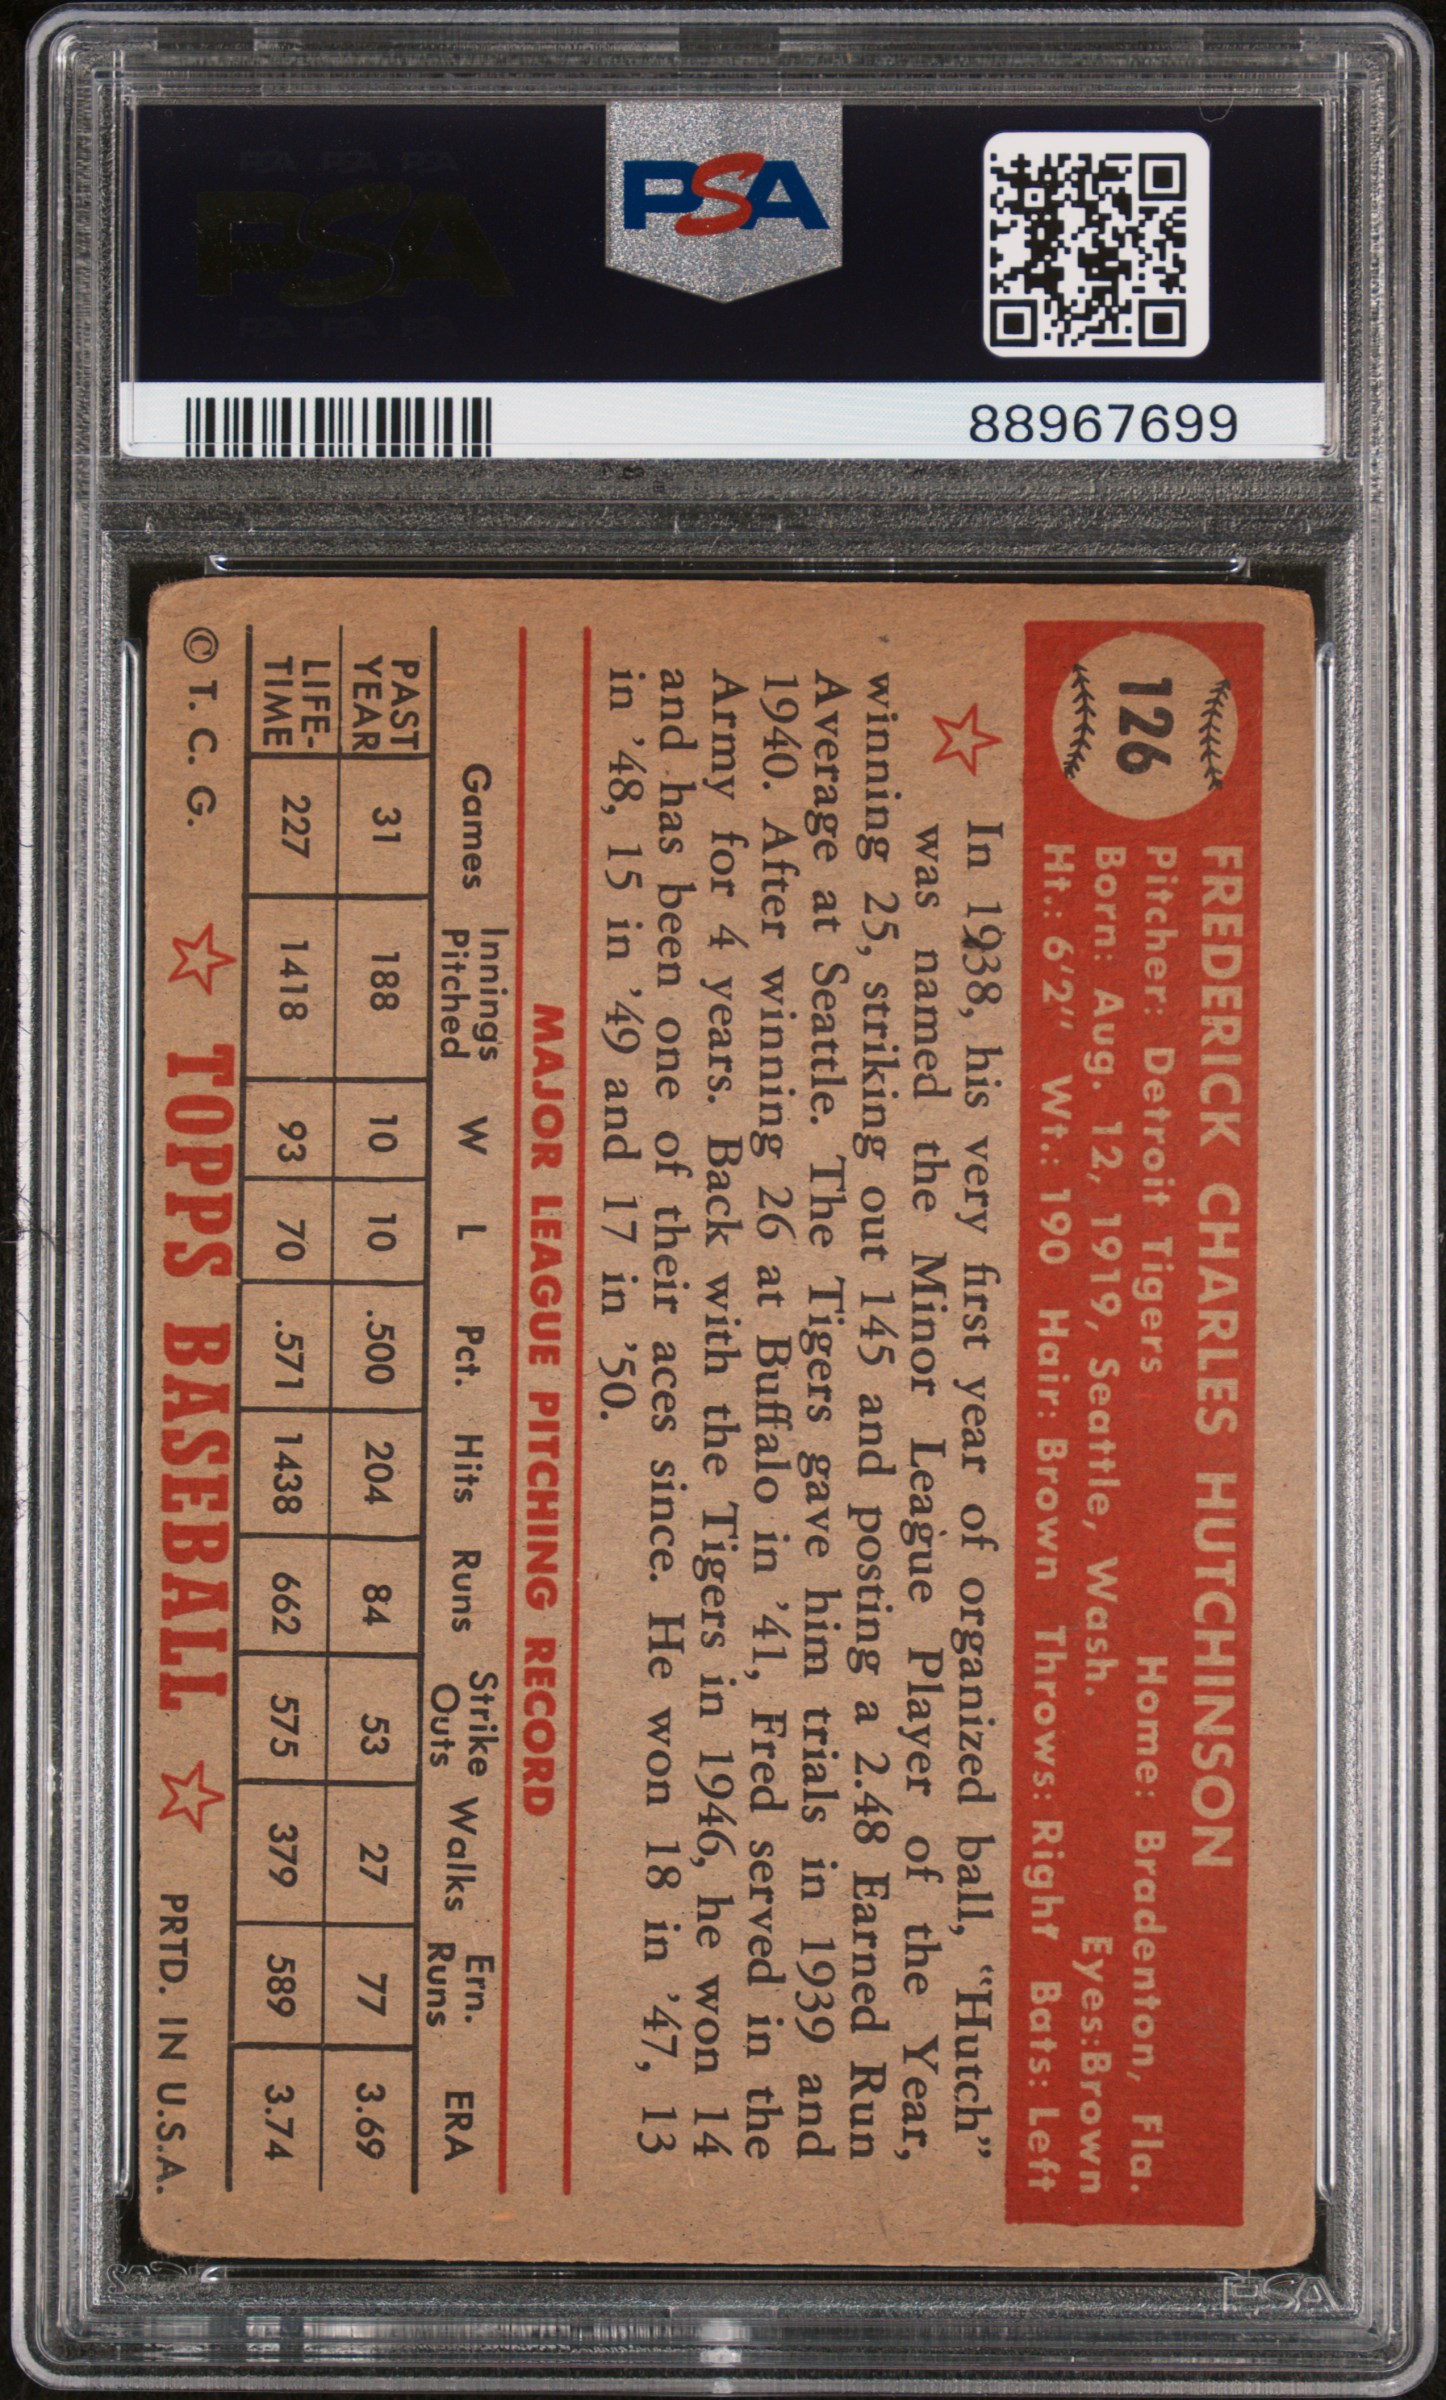 PSA
PSA PSA PSA
PSA
PSA PSA PSA
88967699
126
FREDERICK CHARLES HUTCHINSON
Pitcher: Detroit Tigers Home: Bradenton, Fla.
Born: Aug. 12, 1919, Seattle, Wash. Eyes:Brown
Ht.: 6'2" Wt.: 190 Hair: Brown Throws: Right Bats: Left
In 1938, his very first year of organized ball, “Hutch”
was named the Minor League Player of the Year,
winning 25, striking out 145 and posting a 2.48 Earned Run
Average at Seattle. The Tigers gave him trials in 1939 and
1940. After winning 26 at Buffalo in ’41, Fred served in the
Army for 4 years. Back with the Tigers in 1946, he won 14
and has been one of their aces since. He won 18 in ’47, 13
in ’48, 15 in ’49 and 17 in ’50.
MAJOR LEAGUE PITCHING RECORD
Games Innings Pitched W L Pct. Hits Runs Strike Outs Walks Ern. Runs ERA
PAST YEAR 31 188 10 10 .500 204 84 53 27 77 3.69
LIFE-TIME 227 1418 93 70 .571 1438 662 575 379 589 3.74
© T. C. G. TOPPS BASEBALL PRTD. IN U.S.A.
PSA